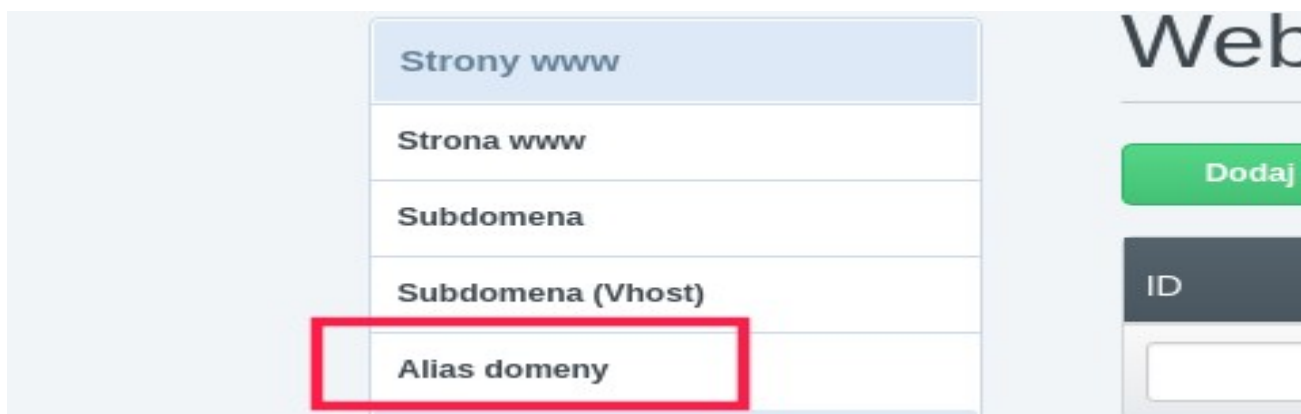 Strony www
Strona www
Subdomena
Subdomena (Vhost)
Alias domeny
Web
Dodaj
ID